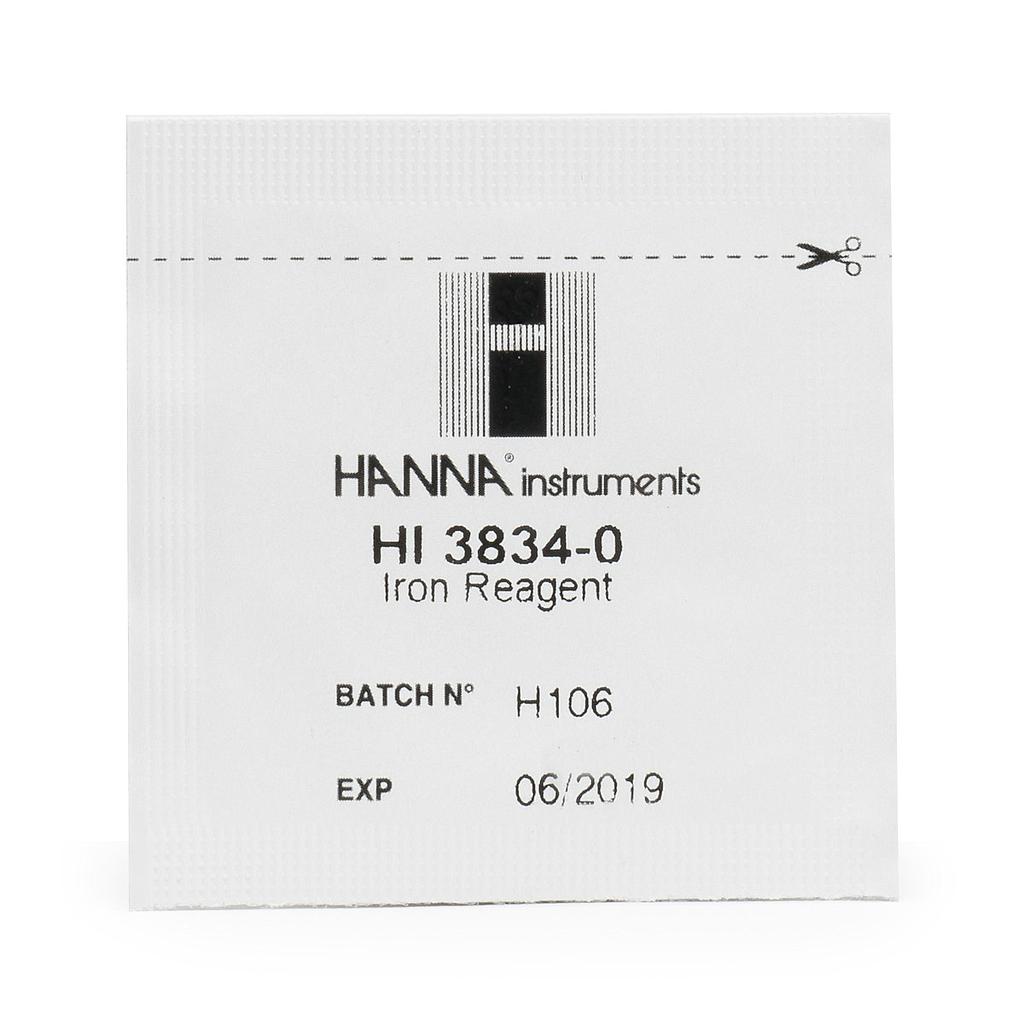 HANNA® instruments
HI 3834-0
Iron Reagent
BATCH N° H106
EXP 06/2019